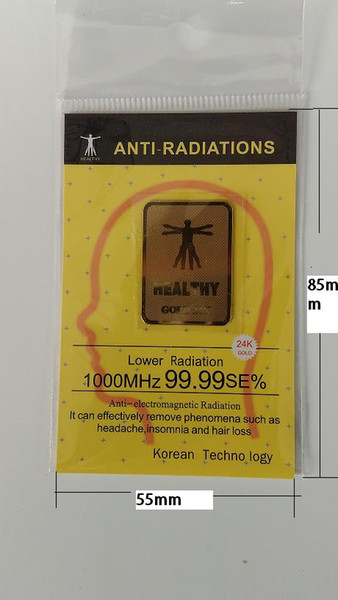 HEALTHY
ANTI-RADIATIONS
HEALTHY
24K
GOLD
Lower Radiation
1000MHz 99.99SE%
Anti-electromagnetic Radiation
It can effectively remove phenomena such as
headache,insomnia and hair loss
Korean Techno logy
85m
m
55mm